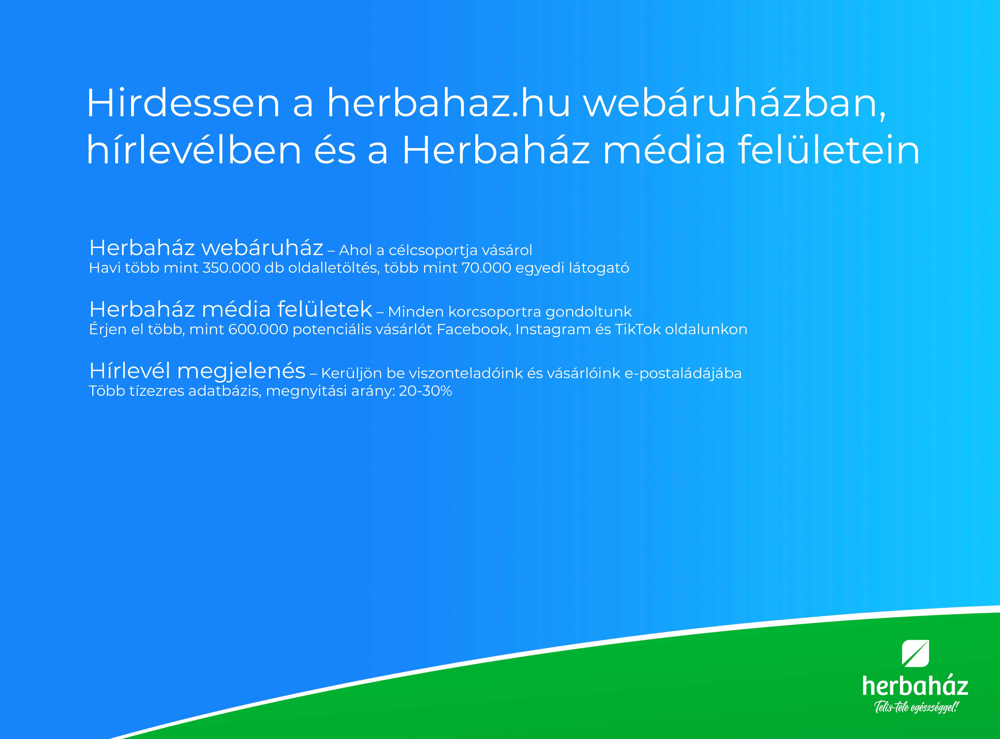 Hirdessen a herbahaz.hu webáruházban,
hírlevélben és a Herbaház média felületein
Herbaház webáruház – Ahol a célcsoportja vásárol
Havi több mint 350.000 db oldalletöltés, több mint 70.000 egyedi látogató
Herbaház média felületek – Minden korcsoportra gondoltunk
Érjen el több, mint 600.000 potenciális vásárlót Facebook, Instagram és TikTok oldalunkon
Hírlevél megjelenés – Kerüljön be viszonteladóink és vásárlóink e-postaládájába
Több tízezres adatbázis, megnyitási arány: 20-30%
herbaház
Telis-tele egészséggel!